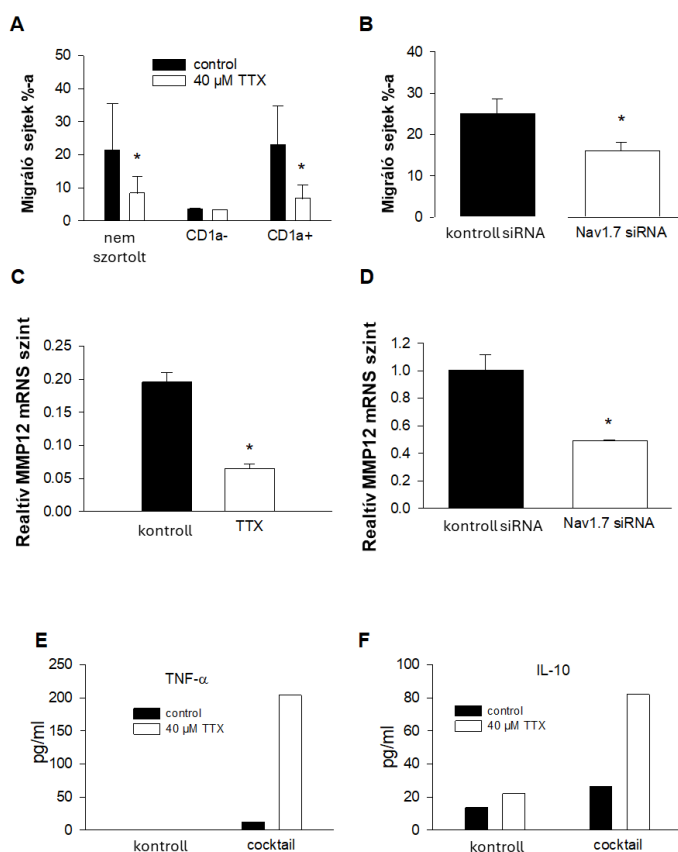 A
Migráló sejtek %-a
50
40
30
20
10
0
control
40 µM TTX
*
*
nem
szortolt
CD1a-
CD1a+
B
Migráló sejtek %-a
40
30
20
10
0
*
kontroll siRNA
Nav1.7 siRNA
C
Realtív MMP12 mRNS szint
0.25
0.20
0.15
0.10
0.05
0.00
*
kontroll
TTX
D
Realtív MMP12 mRNS szint
1.2
1.0
0.8
0.6
0.4
0.2
0.0
*
kontroll siRNA
Nav1.7 siRNA
E
pg/ml
250
200
150
100
50
0
TNF-α
control
40 µM TTX
kontroll
cocktail
F
pg/ml
100
80
60
40
20
0
IL-10
control
40 µM TTX
kontroll
cocktail